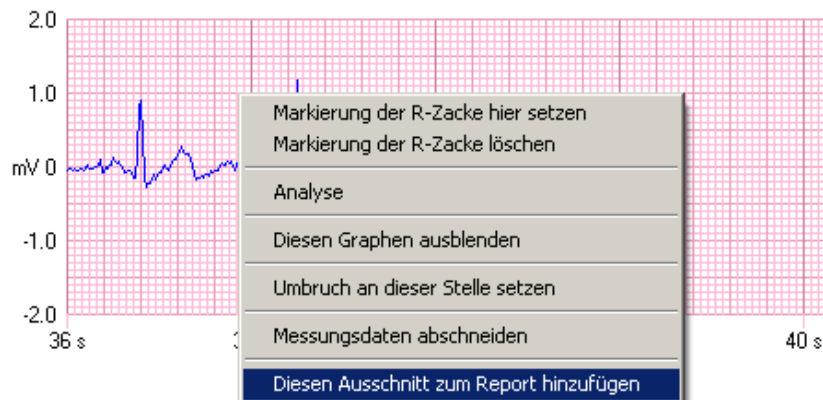 2.0
1.0
mV 0
-1.0
-2.0
36 s
40 s
Markierung der R-Zacke hier setzen
Markierung der R-Zacke löschen
Analyse
Diesen Graphen ausblenden
Umbruch an dieser Stelle setzen
Messungsdaten abschneiden
Diesen Ausschnitt zum Report hinzufügen